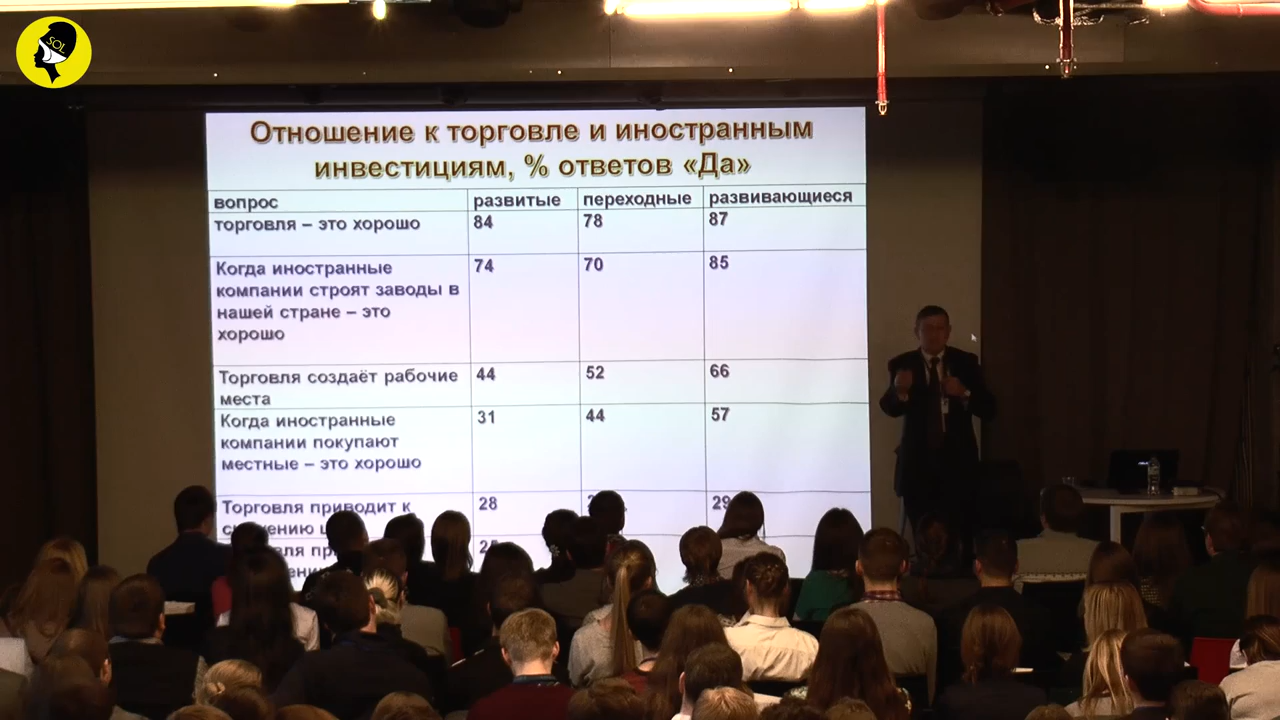 SOL
Отношение к торговле и иностранным
инвестициям, % ответов «Да»
вопрос развитые переходные развивающиеся
торговля – это хорошо 84 78 87
Когда иностранные 74 70 85
компании строят заводы в
нашей стране – это
хорошо
Торговля создаёт рабочие 44 52 66
места
Когда иностранные 31 44 57
компании покупают
местные – это хорошо
Торговля приводит к 28 29